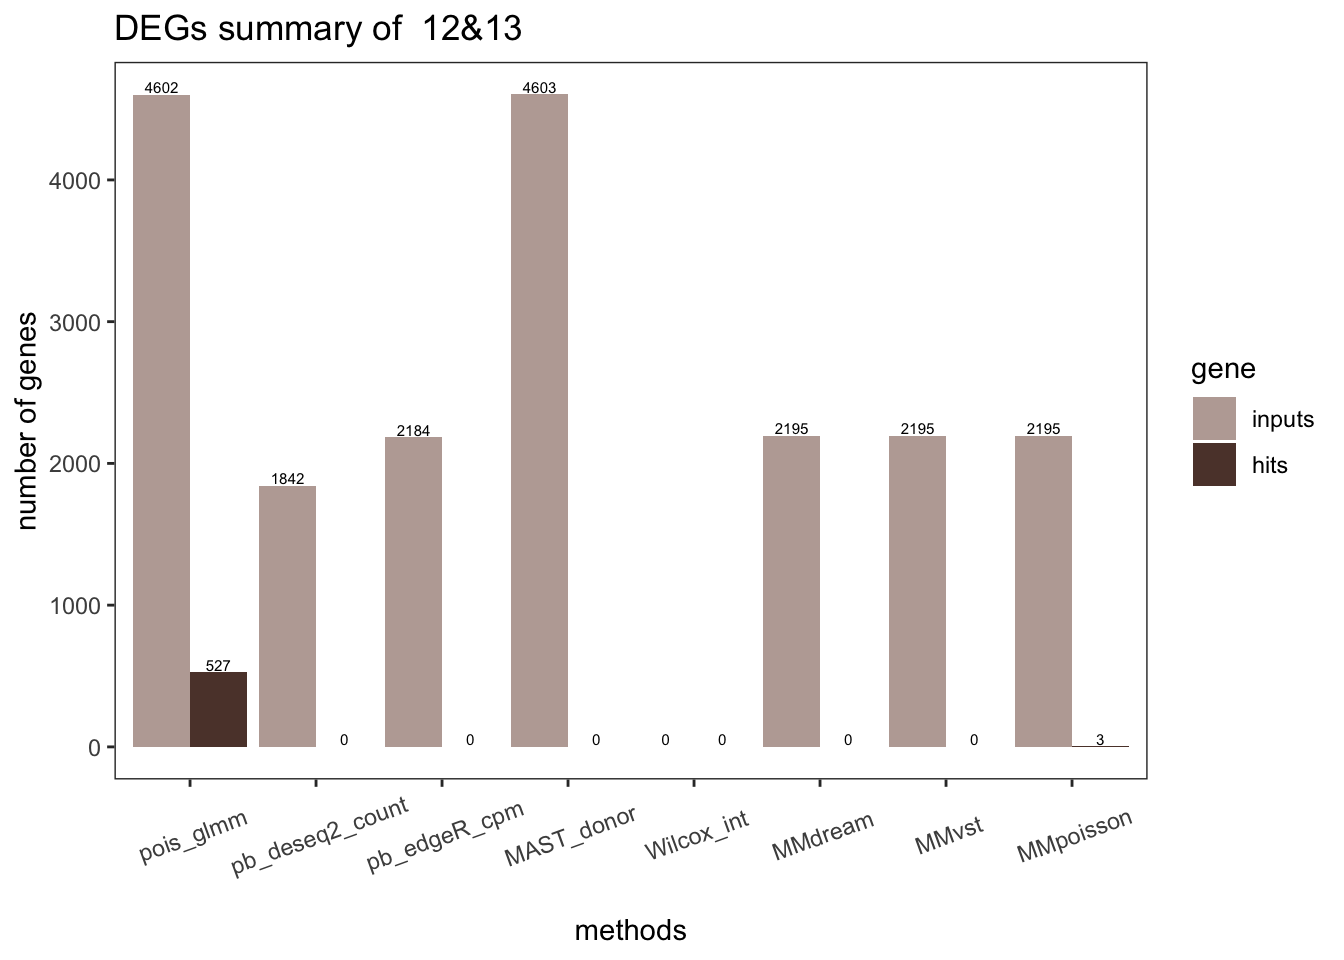 DEGs summary of  12&13
number of genes
4000
3000
2000
1000
0
4602
527
1842
0
2184
0
4603
0
0
0
2195
0
2195
0
2195
3
pois_glmm
pb_deseq2_count
pb_edgeR_cpm
MAST_donor
Wilcox_int
MMdream
MMvst
MMpoisson
methods
gene
inputs
hits